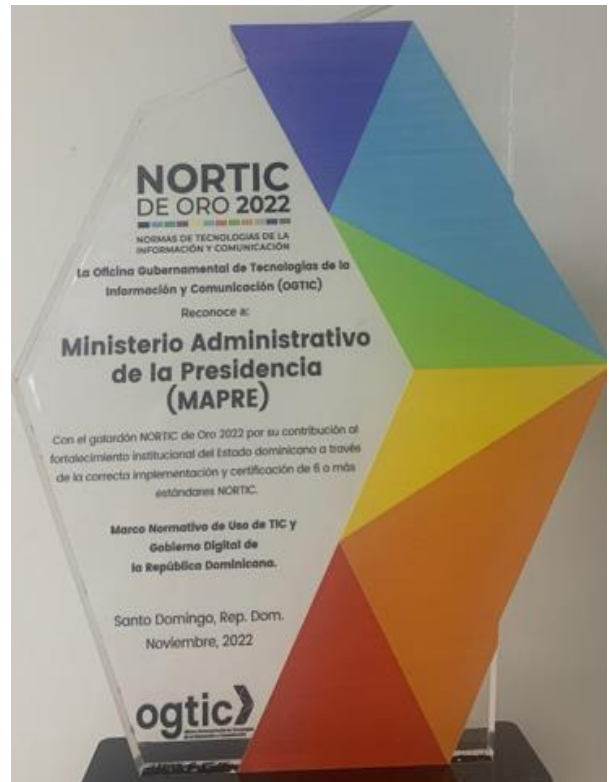 NORTIC
DE ORO 2022
NORMAS DE TECNOLOGÍAS DE LA
INFORMACIÓN Y COMUNICACIÓN
La Oficina Gubernamental de Tecnologías de la
Información y Comunicación (OGTIC)
Reconoce a:
Ministerio Administrativo
de la Presidencia
(MAPRE)
Con el galardón NORTIC de Oro 2022 por su contribución al
fortalecimiento institucional del Estado dominicano a través
de la correcta implementación y certificación de 6 o más
estándares NORTIC.
Marco Normativo de Uso de TIC y
Gobierno Digital de
la República Dominicana.
Santo Domingo, Rep. Dom.
Noviembre, 2022
ogtic